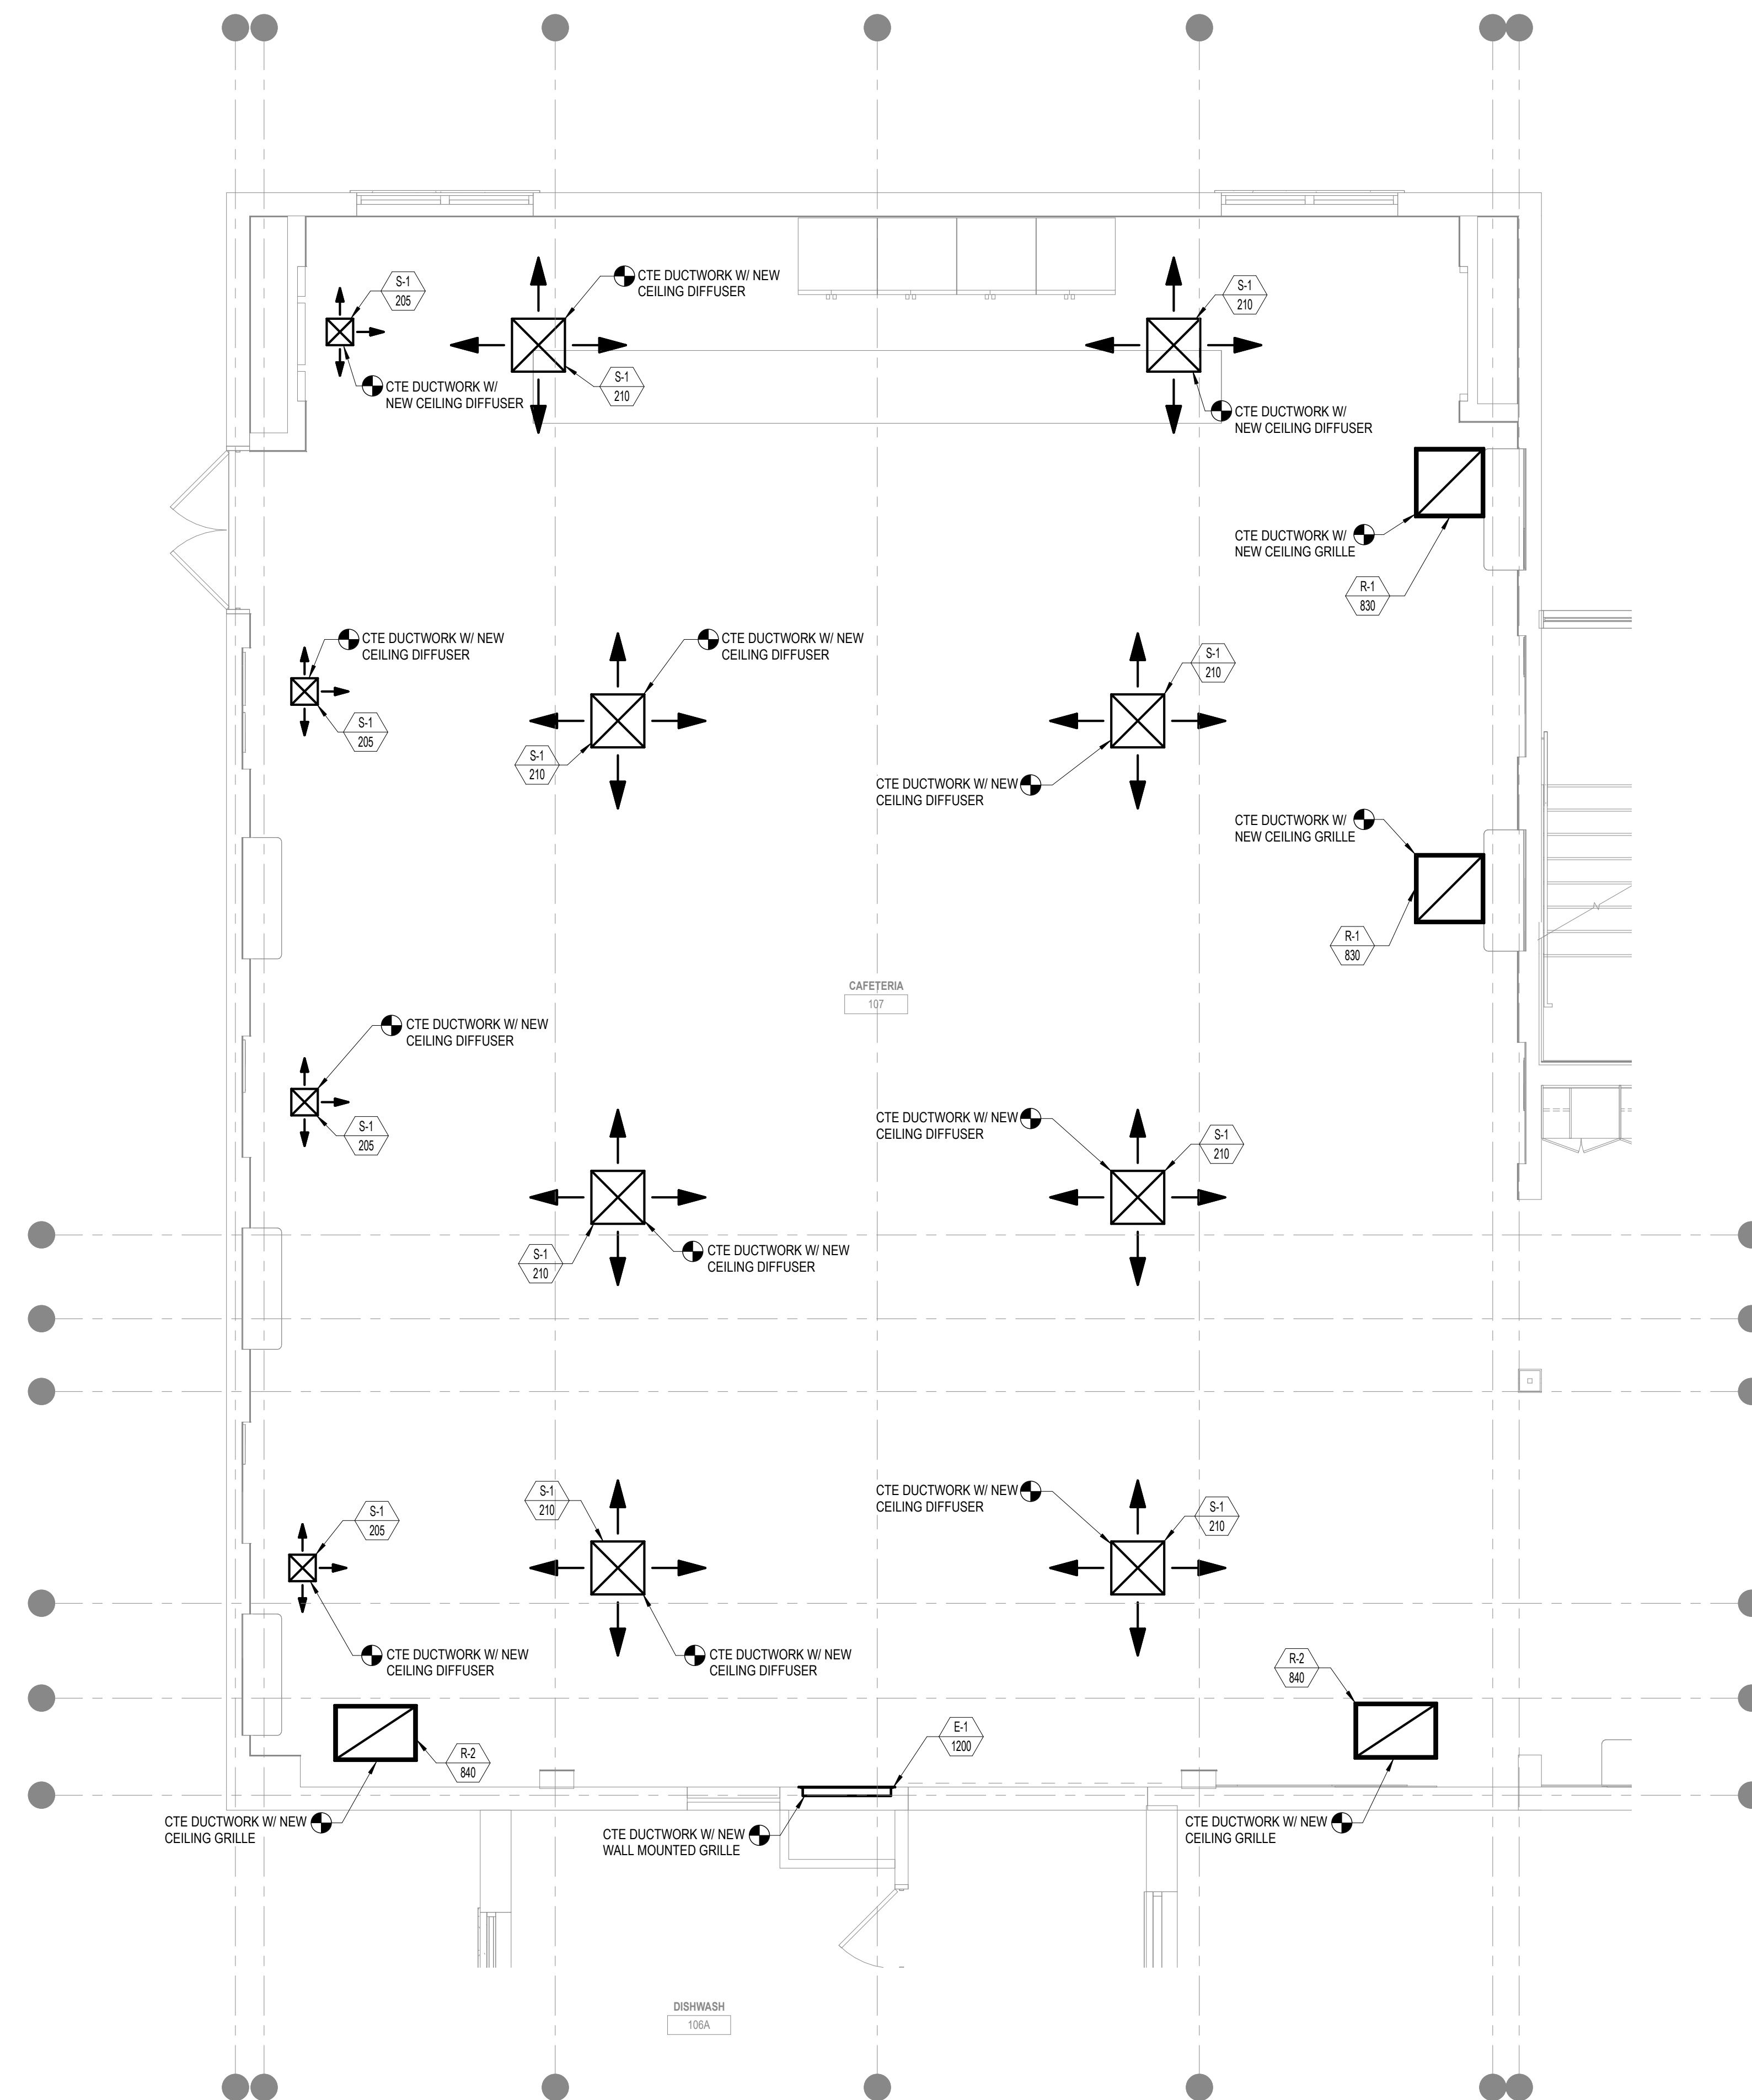 S-1
205
CTE DUCTWORK W/ NEW
CEILING DIFFUSER
S-1
210
CTE DUCTWORK W/
NEW CEILING DIFFUSER
S-1
210
CTE DUCTWORK W/
NEW CEILING DIFFUSER
CTE DUCTWORK W/
NEW CEILING GRILLE
R-1
830
CTE DUCTWORK W/ NEW
CEILING DIFFUSER
CTE DUCTWORK W/ NEW
CEILING DIFFUSER
S-1
210
S-1
205
S-1
210
CTE DUCTWORK W/ NEW
CEILING DIFFUSER
CTE DUCTWORK W/
NEW CEILING GRILLE
R-1
830
CAFETERIA
107
CTE DUCTWORK W/ NEW
CEILING DIFFUSER
S-1
205
CTE DUCTWORK W/ NEW
CEILING DIFFUSER
S-1
210
S-1
210
CTE DUCTWORK W/ NEW
CEILING DIFFUSER
S-1
205
S-1
210
CTE DUCTWORK W/ NEW
CEILING DIFFUSER
S-1
210
CTE DUCTWORK W/ NEW
CEILING DIFFUSER
CTE DUCTWORK W/ NEW
CEILING DIFFUSER
R-2
840
R-2
840
E-1
1200
CTE DUCTWORK W/ NEW
CEILING GRILLE
CTE DUCTWORK W/ NEW
WALL MOUNTED GRILLE
CTE DUCTWORK W/ NEW
CEILING GRILLE
DISHWASH
106A